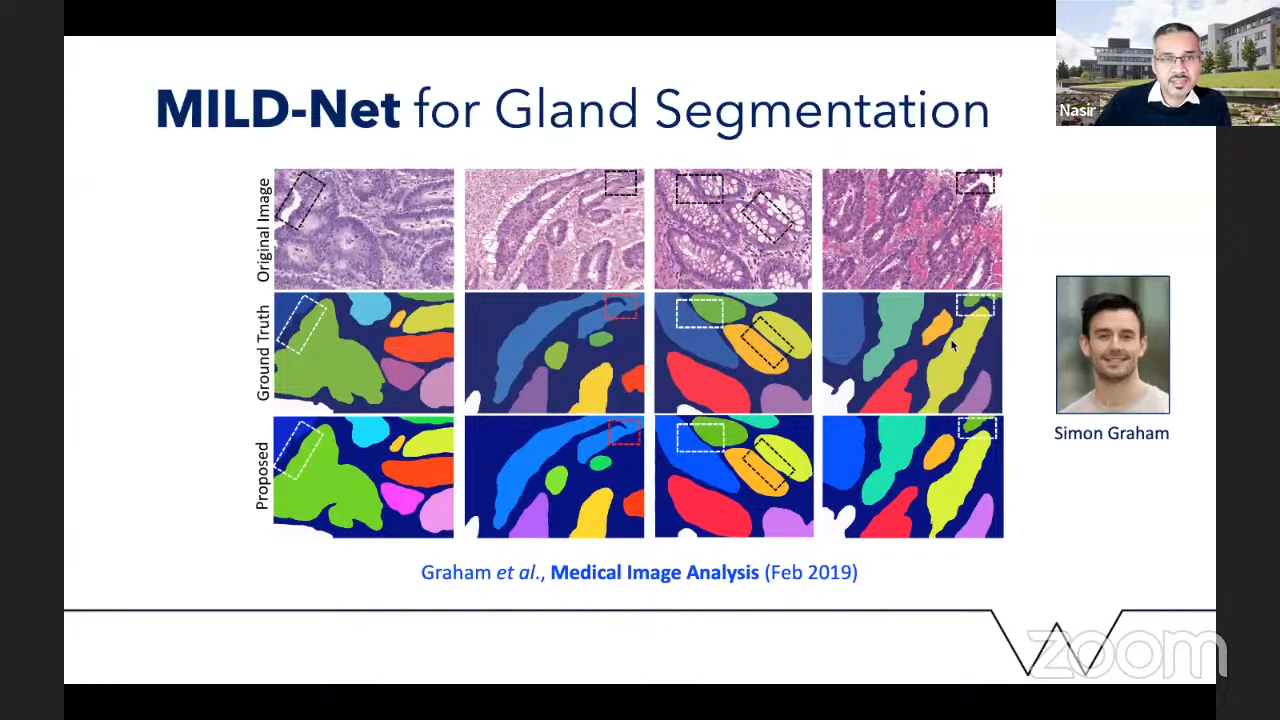 Nasir
MILD-Net for Gland Segmentation
Original Image
Ground Truth
Proposed
Simon Graham
Graham et al., Medical Image Analysis (Feb 2019)
zoom